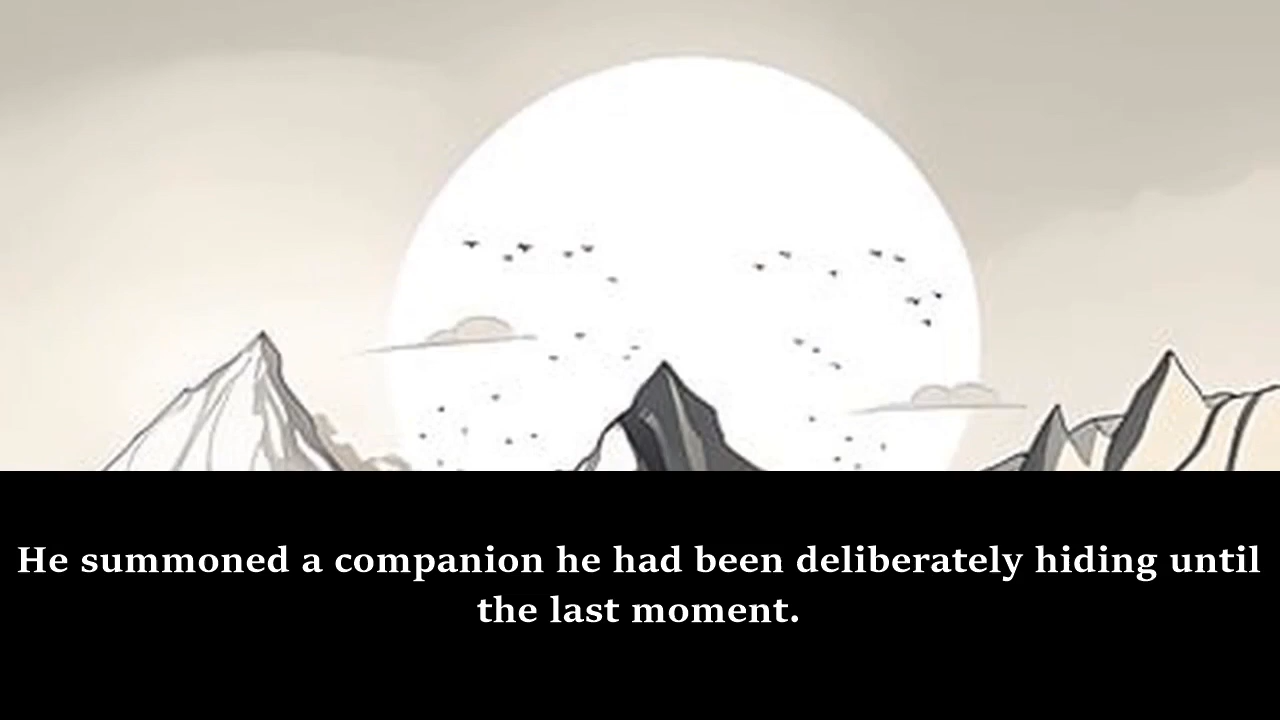 He summoned a companion he had been deliberately hiding until
the last moment.